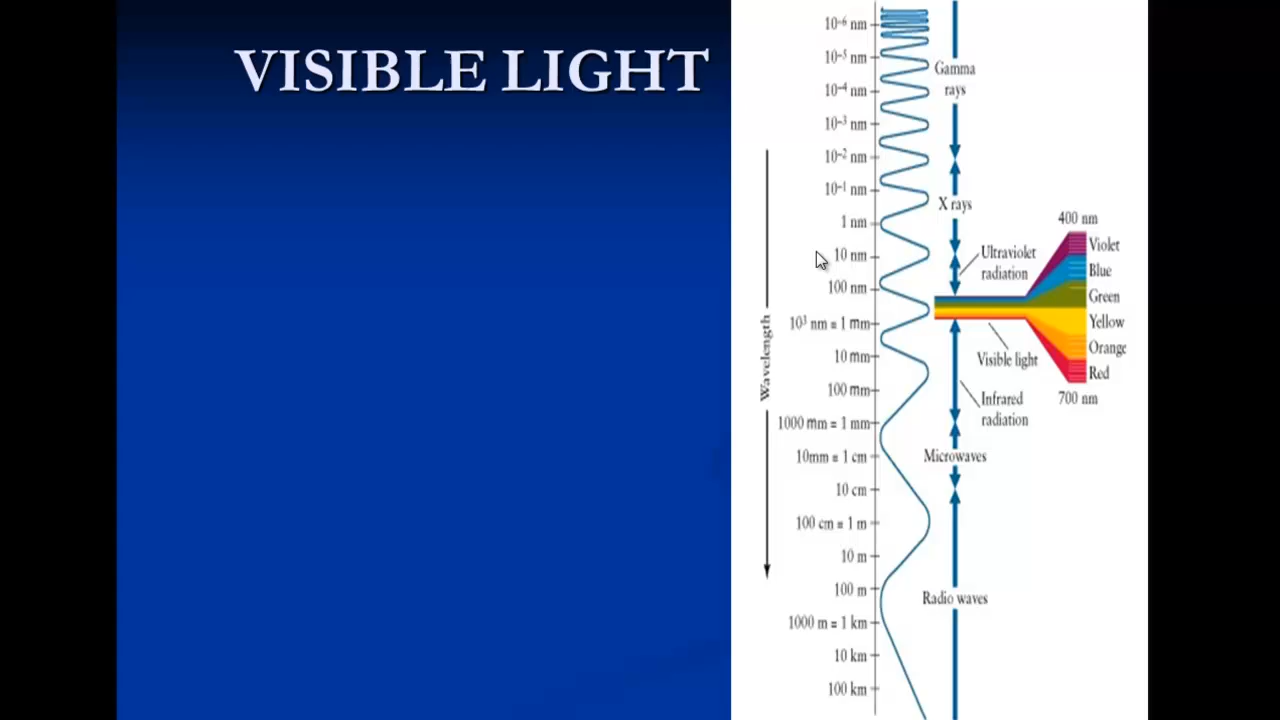 VISIBLE LIGHT
10⁻⁶ nm
10⁻⁵ nm
10⁻⁴ nm
10⁻³ nm
10⁻² nm
10⁻¹ nm
1 nm
10 nm
100 nm
10³ nm = 1 mm
10 mm
100 mm
1000 mm = 1 mm
10mm = 1 cm
10 cm
100 cm = 1 m
10 m
100 m
1000 m = 1 km
10 km
100 km
Wavelength
Gamma
rays
X rays
Ultraviolet
radiation
Visible light
Infrared
radiation
Microwaves
Radio waves
400 nm
Violet
Blue
Green
Yellow
Orange
Red
700 nm